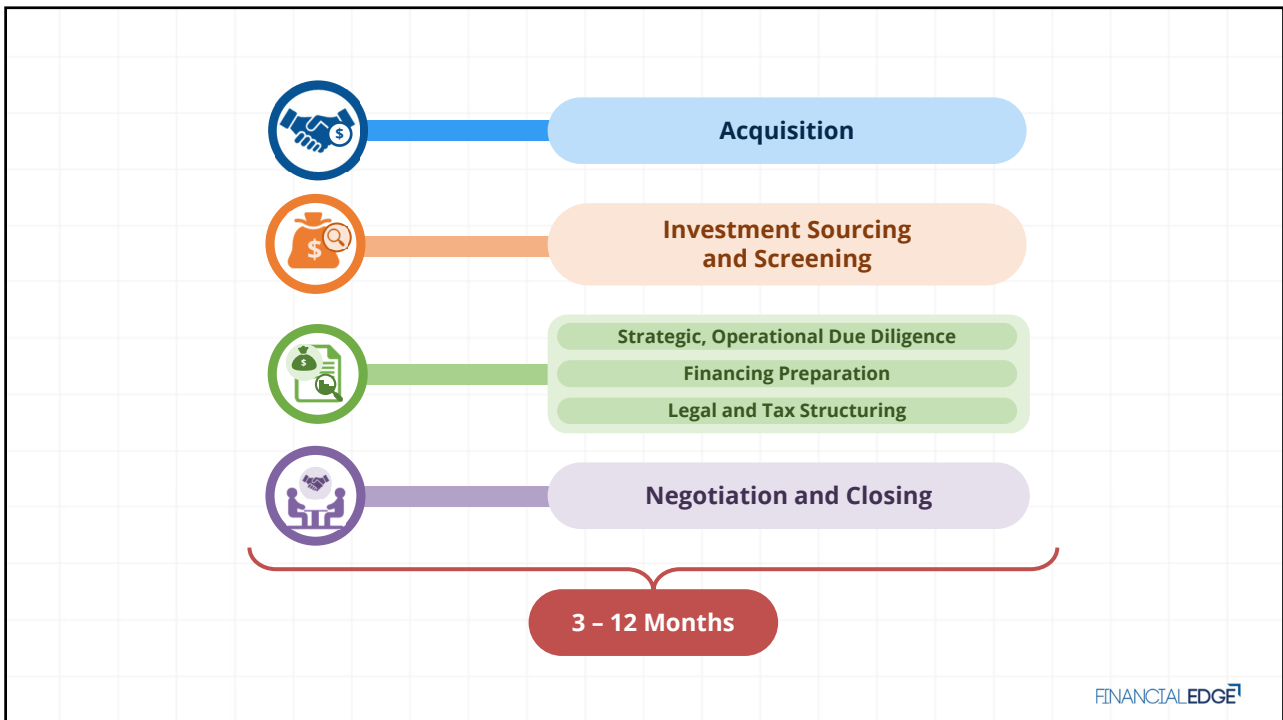 $
Acquisition
$
Investment Sourcing
and Screening
$
Strategic, Operational Due Diligence
Financing Preparation
Legal and Tax Structuring
Negotiation and Closing
3 – 12 Months
FINANCIALEDGE